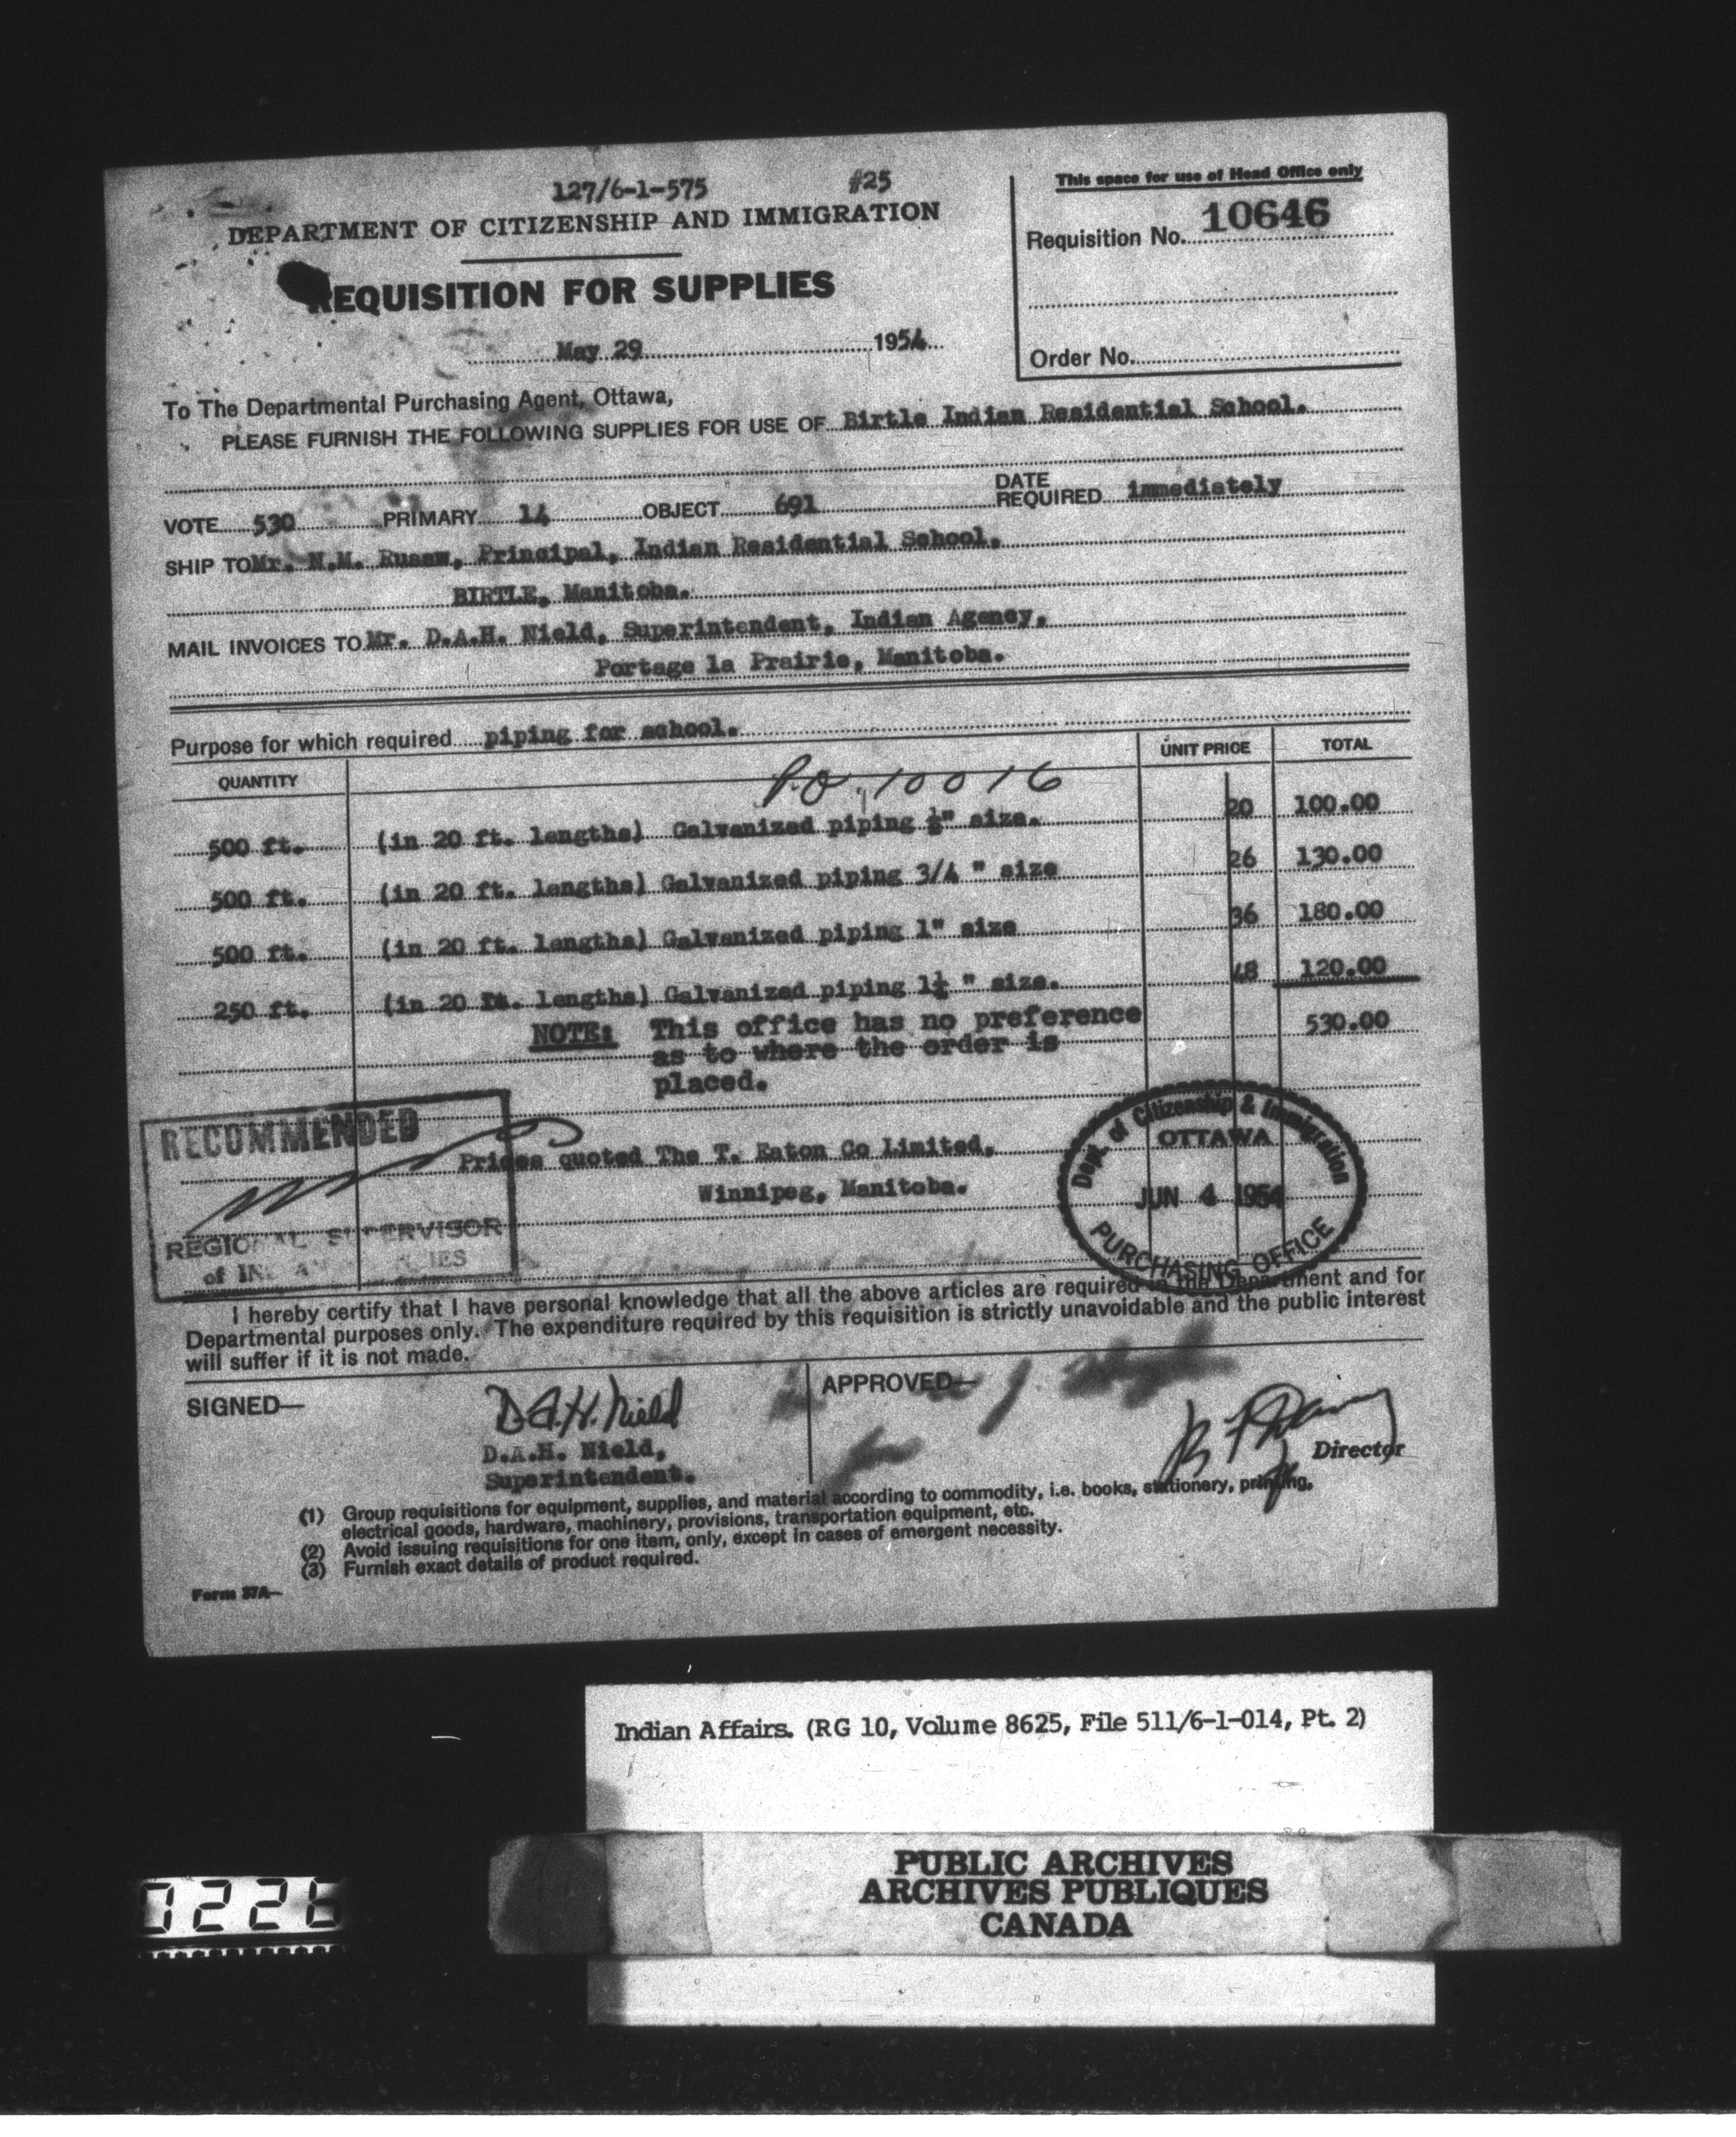 127/6-1-575 #25
DEPARTMENT OF CITIZENSHIP AND IMMIGRATION
REQUISITION FOR SUPPLIES
May 29 1954
This space for use of Head Office only
Requisition No. 10646
Order No.
To The Departmental Purchasing Agent, Ottawa,
PLEASE FURNISH THE FOLLOWING SUPPLIES FOR USE OF Birtle Indian Residential School.
VOTE 530 PRIMARY 14 OBJECT 691 DATE REQUIRED immediately
SHIP TO Mr. N.M. Rusaw, Principal, Indian Residential School,
BIRTLE, Manitoba.
MAIL INVOICES TO Mr. D.A.H. Nield, Superintendent, Indian Agency,
Portage la Prairie, Manitoba.
Purpose for which required piping for school.
QUANTITY UNIT PRICE TOTAL
P.O. 10016
500 ft. (in 20 ft. lengths) Galvanized piping ½" size. 20 100.00
500 ft. (in 20 ft. lengths) Galvanized piping 3/4 " size 26 130.00
500 ft. (in 20 ft. lengths) Galvanized piping 1" size 36 180.00
250 ft. (in 20 ft. lengths) Galvanized piping 1¼ " size. 48 120.00
NOTE: This office has no preference 530.00
as to where the order is
placed.
RECOMMENDED
REGIONAL SUPERVISOR
Prices quoted The T. Eaton Co Limited,
Winnipeg, Manitoba.
Dept. of Citizenship & Immigration
OTTAWA
JUN 4 1954
PURCHASING OFFICE
I hereby certify that I have personal knowledge that all the above articles are required in the Department and for
Departmental purposes only. The expenditure required by this requisition is strictly unavoidable and the public interest
will suffer if it is not made.
SIGNED— D.A.H. Nield
D.A.H. Nield,
Superintendent.
APPROVED—
Director
(1) Group requisitions for equipment, supplies, and material according to commodity, i.e. books, stationery, printing,
electrical goods, hardware, machinery, provisions, transportation equipment, etc.
(2) Avoid issuing requisitions for one item, only, except in cases of emergent necessity.
(3) Furnish exact details of product required.
Form 37A—
Indian Affairs. (RG 10, Volume 8625, File 511/6-1-014, Pt. 2)
PUBLIC ARCHIVES
ARCHIVES PUBLIQUES
CANADA